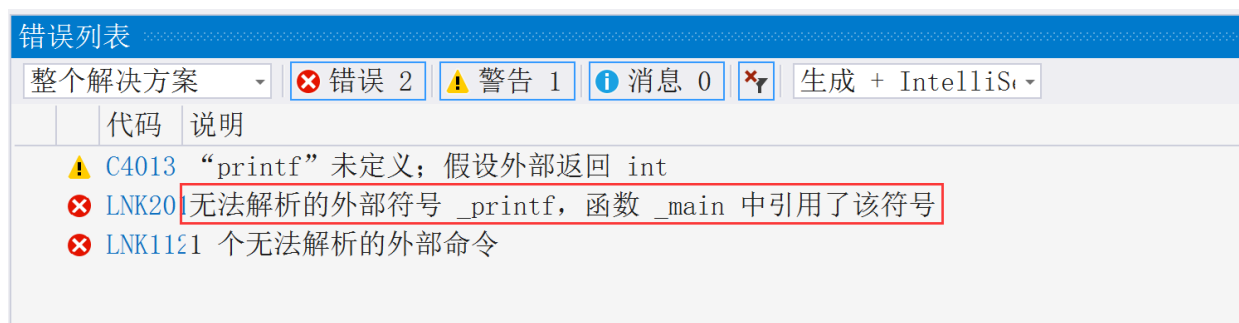 错误列表
整个解决方案 错误 2 警告 1 消息 0 生成 + IntelliSe
代码 说明
C4013 “printf”未定义；假设外部返回 int
LNK201 无法解析的外部符号 _printf，函数 _main 中引用了该符号
LNK112 1 个无法解析的外部命令